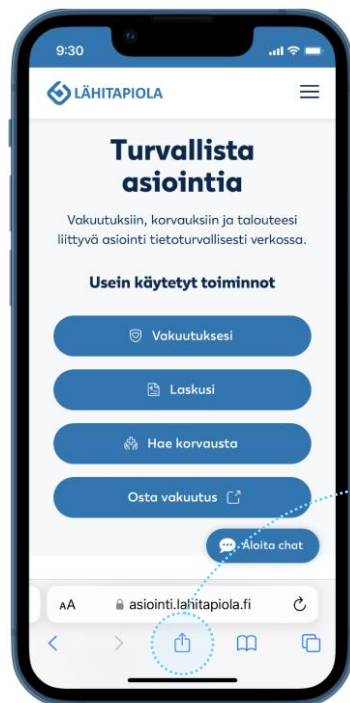 9:30
LÄHITAPIOLA
Turvallista
asiointia
Vakuutuksiin, korvauksiin ja talouteesi
liittyvä asiointi tietoturvallisesti verkossa.
Usein käytetyt toiminnot
Vakuutuksesi
Laskusi
Hae korvausta
Osta vakuutus
Aloita chat
AA
asiointi.lahitapiola.fi